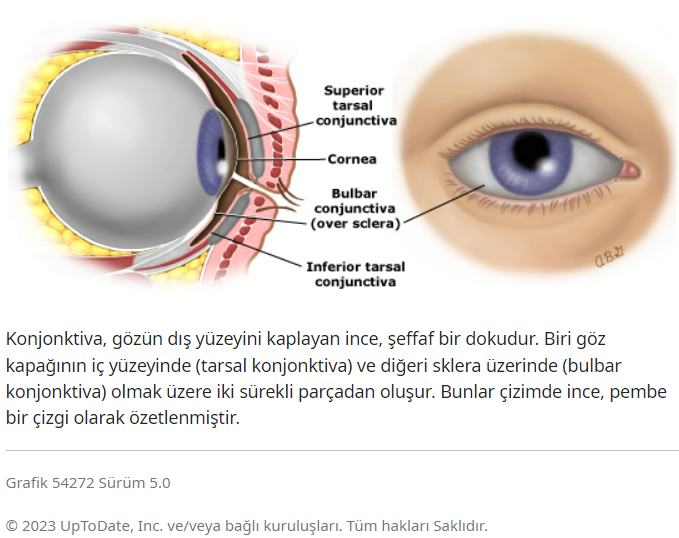 Superior
tarsal
conjunctiva
Cornea
Bulbar
conjunctiva
(over sclera)
Inferior tarsal
conjunctiva
Konjonktiva, gözün dış yüzeyini kaplayan ince, şeffaf bir dokudur. Biri göz
kapağının iç yüzeyinde (tarsal konjonktiva) ve diğeri sklera üzerinde (bulbar
konjonktiva) olmak üzere iki sürekli parçadan oluşur. Bunlar çizimde ince, pembe
bir çizgi olarak özetlenmiştir.
Grafik 54272 Sürüm 5.0
© 2023 UpToDate, Inc. ve/veya bağlı kuruluşları. Tüm hakları Saklıdır.